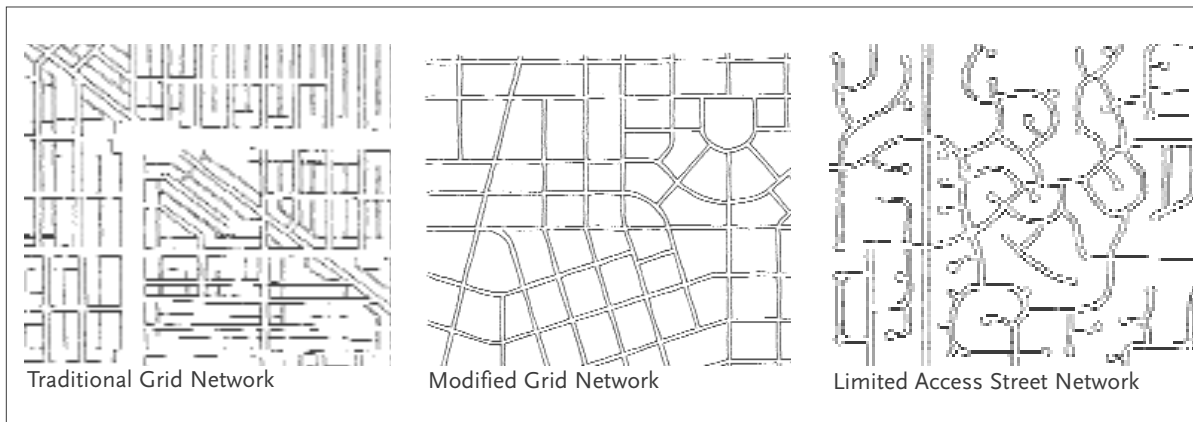 Traditional Grid Network
Modified Grid Network
Limited Access Street Network